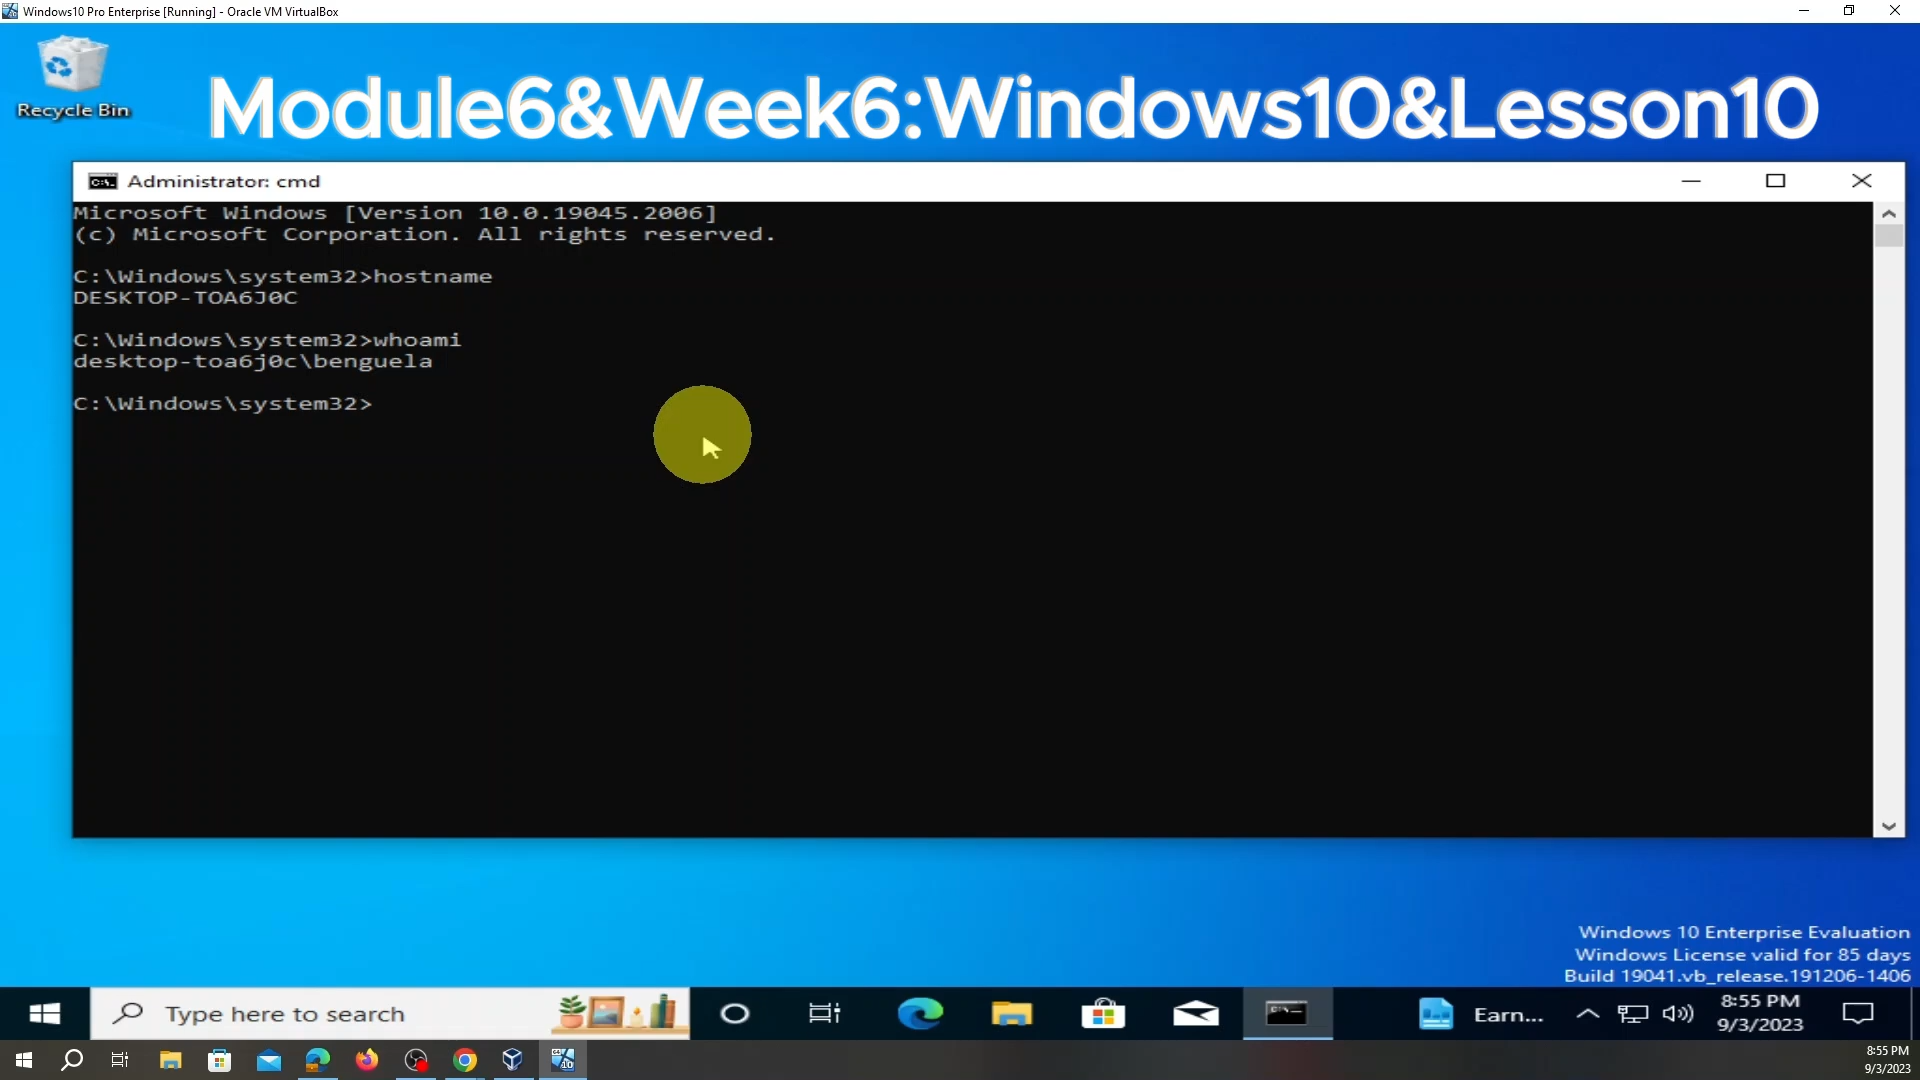 Windows10 Pro Enterprise [Running] - Oracle VM VirtualBox
Recycle Bin
Module6&Week6:Windows10&Lesson10
Administrator: cmd
Microsoft Windows [Version 10.0.19045.2006]
(c) Microsoft Corporation. All rights reserved.
C:\Windows\system32>hostname
DESKTOP-TOA6J0C
C:\Windows\system32>whoami
desktop-toa6j0c\benguela
C:\Windows\system32>
Windows 10 Enterprise Evaluation
Windows License valid for 85 days
Build 19041.vb_release.191206-1406
Type here to search
Earn...
8:55 PM
9/3/2023
8:55 PM
9/3/2023